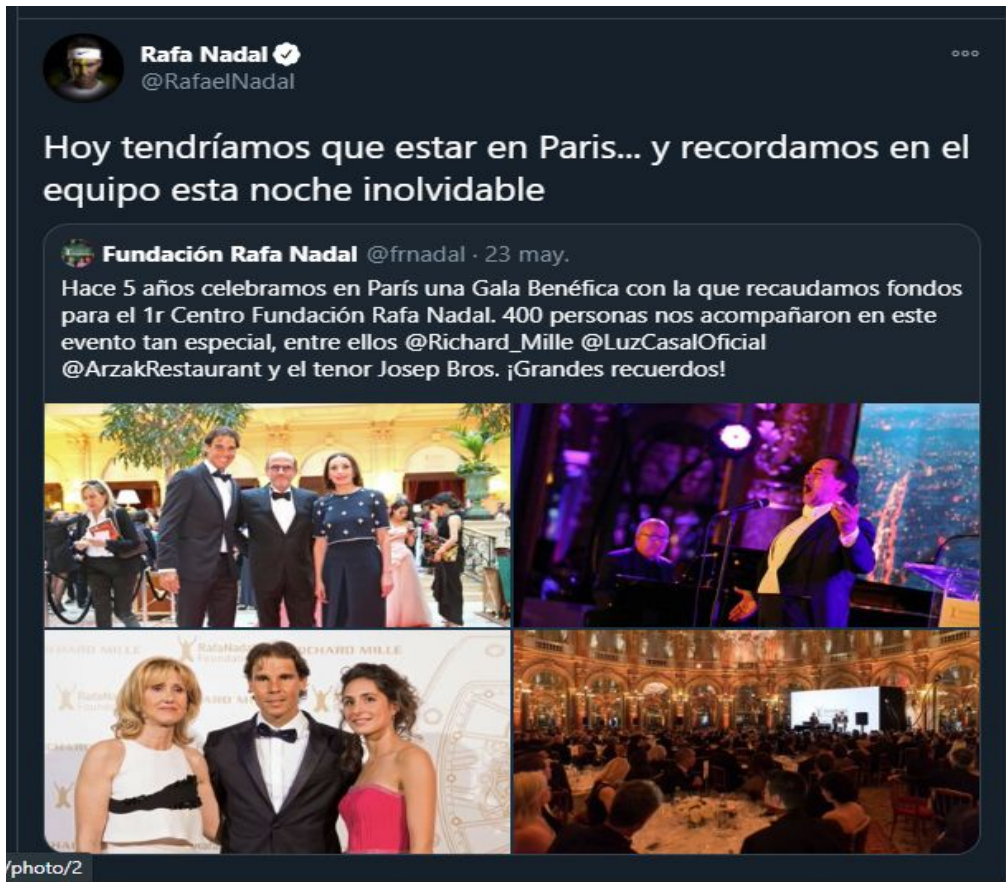 Rafa Nadal
@RafaelNadal
Hoy tendríamos que estar en Paris... y recordamos en el
equipo esta noche inolvidable
Fundación Rafa Nadal @frnadal · 23 may.
Hace 5 años celebramos en París una Gala Benéfica con la que recaudamos fondos
para el 1r Centro Fundación Rafa Nadal. 400 personas nos acompañaron en este
evento tan especial, entre ellos @Richard_Mille @LuzCasalOficial
@ArzakRestaurant y el tenor Josep Bros. ¡Grandes recuerdos!
RICHARD MILLE
/photo/2